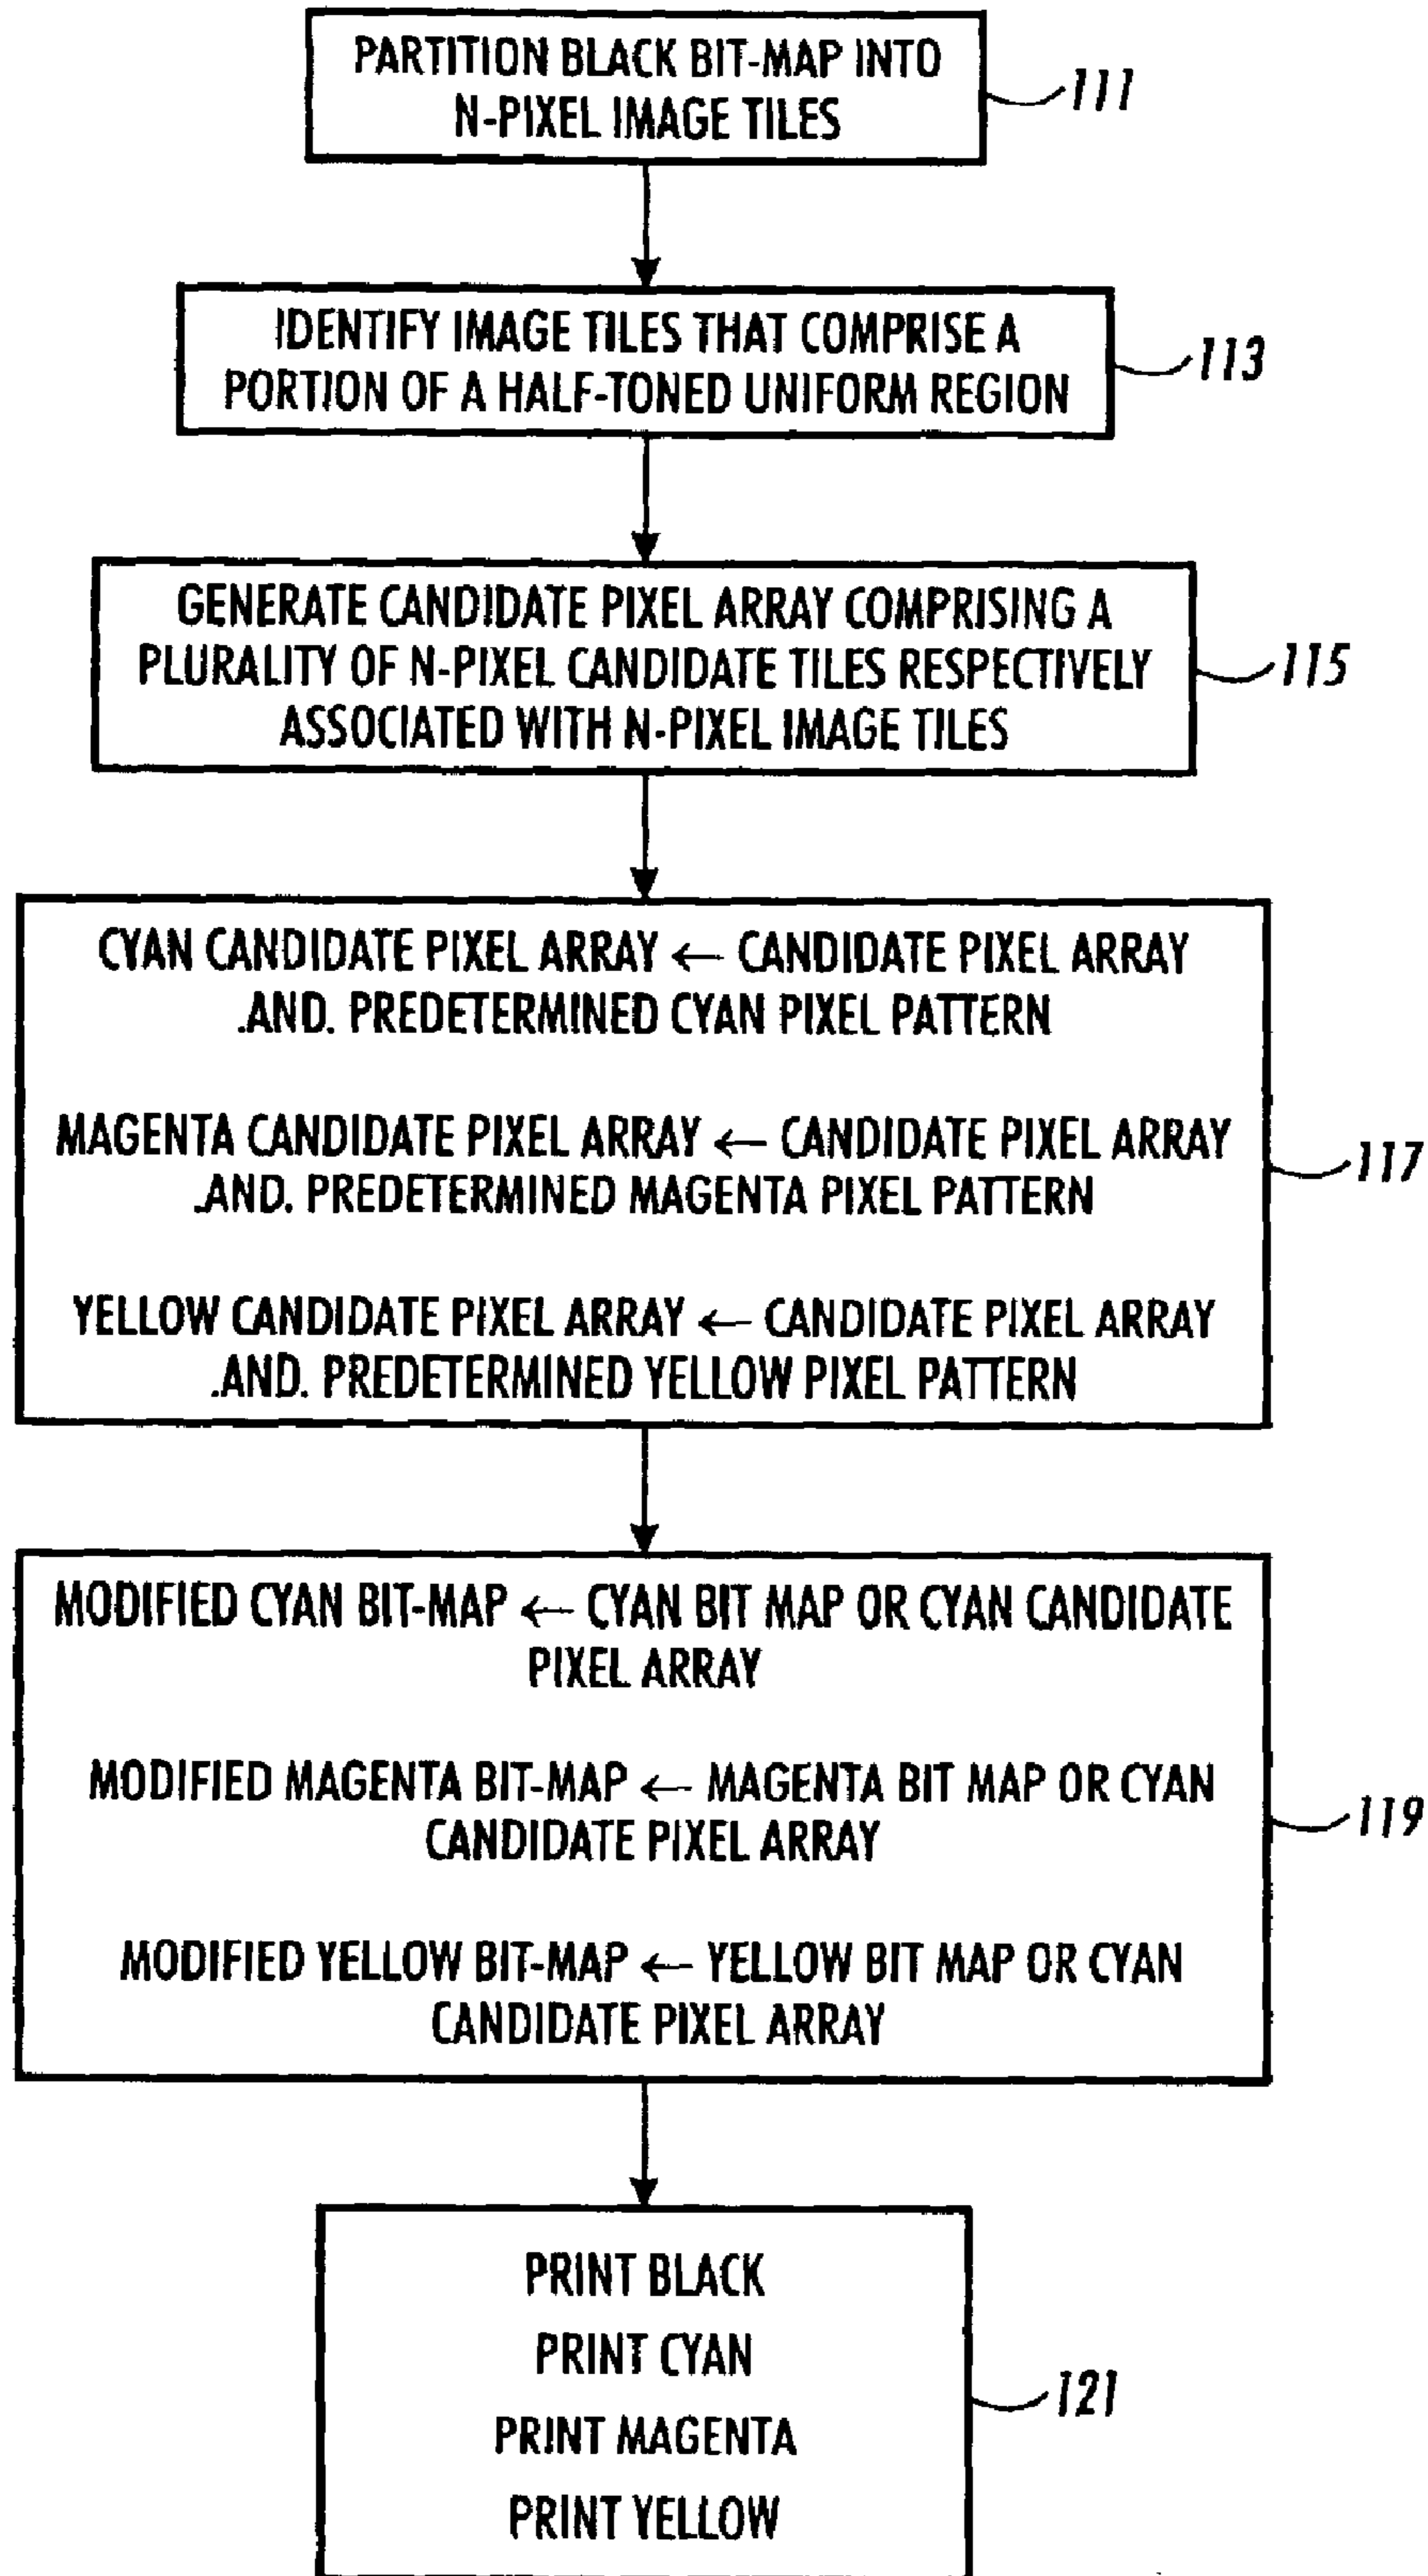 PARTITION BLACK BIT-MAP INTO
N-PIXEL IMAGE TILES
111
IDENTIFY IMAGE TILES THAT COMPRISE A
PORTION OF A HALF-TONED UNIFORM REGION
113
GENERATE CANDIDATE PIXEL ARRAY COMPRISING A
PLURALITY OF N-PIXEL CANDIDATE TILES RESPECTIVELY
ASSOCIATED WITH N-PIXEL IMAGE TILES
115
CYAN CANDIDATE PIXEL ARRAY ← CANDIDATE PIXEL ARRAY
.AND. PREDETERMINED CYAN PIXEL PATTERN
MAGENTA CANDIDATE PIXEL ARRAY ← CANDIDATE PIXEL ARRAY
.AND. PREDETERMINED MAGENTA PIXEL PATTERN
YELLOW CANDIDATE PIXEL ARRAY ← CANDIDATE PIXEL ARRAY
.AND. PREDETERMINED YELLOW PIXEL PATTERN
117
MODIFIED CYAN BIT-MAP ← CYAN BIT MAP OR CYAN CANDIDATE
PIXEL ARRAY
MODIFIED MAGENTA BIT-MAP ← MAGENTA BIT MAP OR CYAN
CANDIDATE PIXEL ARRAY
MODIFIED YELLOW BIT-MAP ← YELLOW BIT MAP OR CYAN
CANDIDATE PIXEL ARRAY
119
PRINT BLACK
PRINT CYAN
PRINT MAGENTA
PRINT YELLOW
121